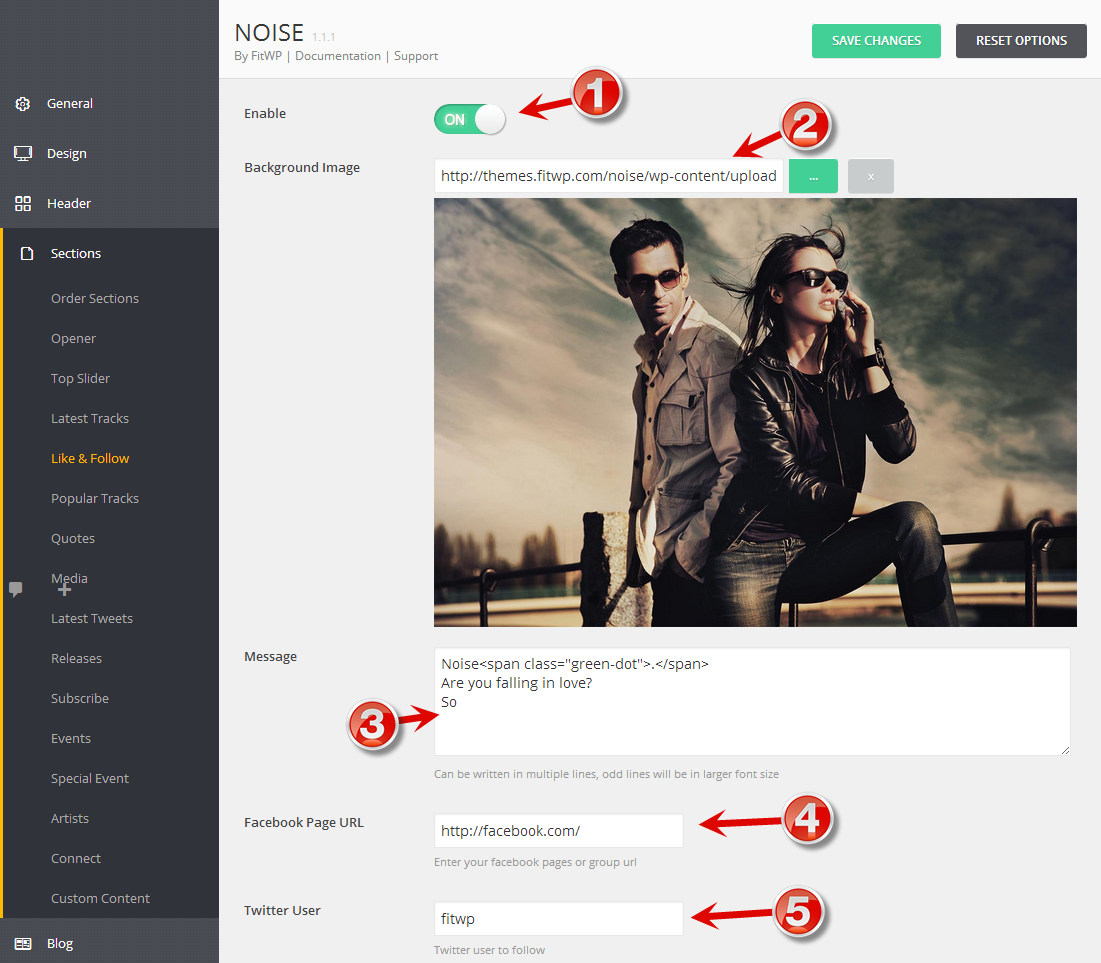 NOISE 1.1.1
By FitWP | Documentation | Support
SAVE CHANGES
RESET OPTIONS
General
Design
Header
Sections
Order Sections
Opener
Top Slider
Latest Tracks
Like & Follow
Popular Tracks
Quotes
Media
Latest Tweets
Releases
Subscribe
Events
Special Event
Artists
Connect
Custom Content
Blog
Enable
ON
1
Background Image
http://themes.fitwp.com/noise/wp-content/upload
...
x
2
Message
Noise<span class="green-dot">.</span>
Are you falling in love?
So
3
Can be written in multiple lines, odd lines will be in larger font size
Facebook Page URL
http://facebook.com/
4
Enter your facebook pages or group url
Twitter User
fitwp
5
Twitter user to follow